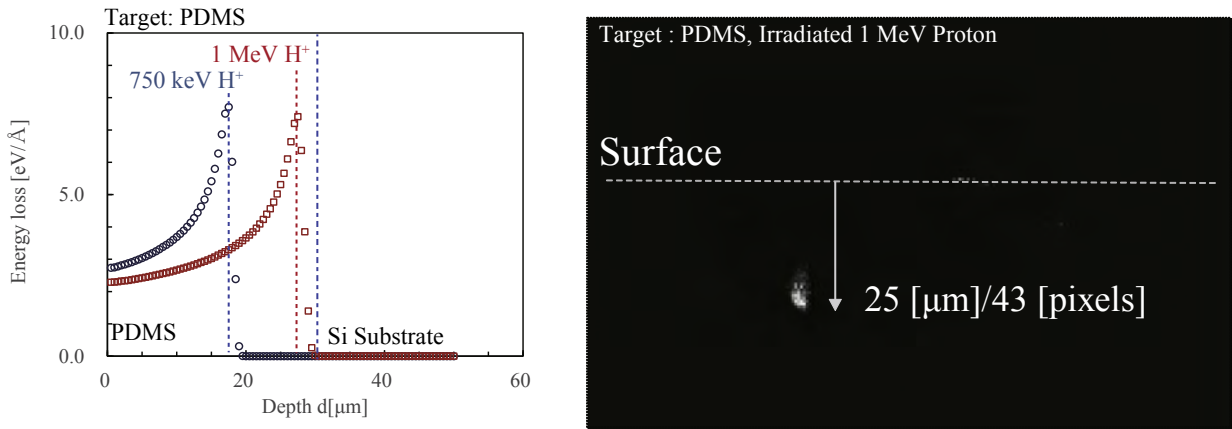 Target: PDMS
10.0
5.0
0.0
Energy loss [eV/Å]
1 MeV H⁺
750 keV H⁺
PDMS
Si Substrate
0
20
40
60
Depth d[μm]
Target : PDMS, Irradiated 1 MeV Proton
Surface
25 [μm]/43 [pixels]